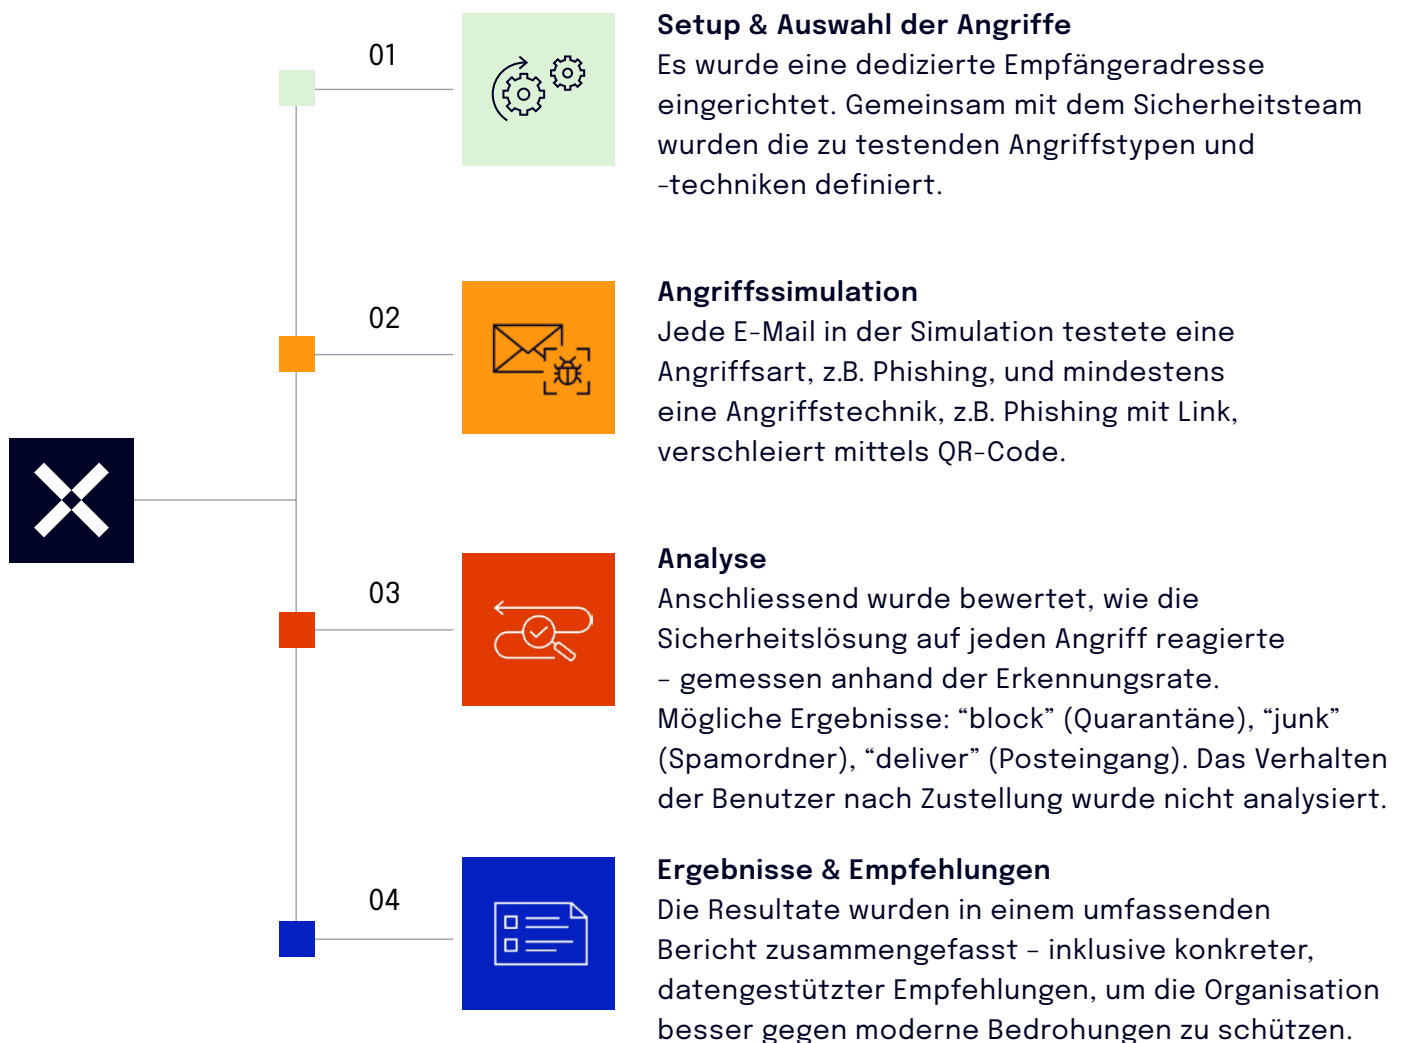 01
Setup & Auswahl der Angriffe
Es wurde eine dedizierte Empfängeradresse
eingerichtet. Gemeinsam mit dem Sicherheitsteam
wurden die zu testenden Angriffstypen und
-techniken definiert.
02
Angriffssimulation
Jede E-Mail in der Simulation testete eine
Angriffsart, z.B. Phishing, und mindestens
eine Angriffstechnik, z.B. Phishing mit Link,
verschleiert mittels QR-Code.
03
Analyse
Anschliessend wurde bewertet, wie die
Sicherheitslösung auf jeden Angriff reagierte
– gemessen anhand der Erkennungsrate.
Mögliche Ergebnisse: “block” (Quarantäne), “junk”
(Spamordner), “deliver” (Posteingang). Das Verhalten
der Benutzer nach Zustellung wurde nicht analysiert.
04
Ergebnisse & Empfehlungen
Die Resultate wurden in einem umfassenden
Bericht zusammengefasst – inklusive konkreter,
datengestützter Empfehlungen, um die Organisation
besser gegen moderne Bedrohungen zu schützen.